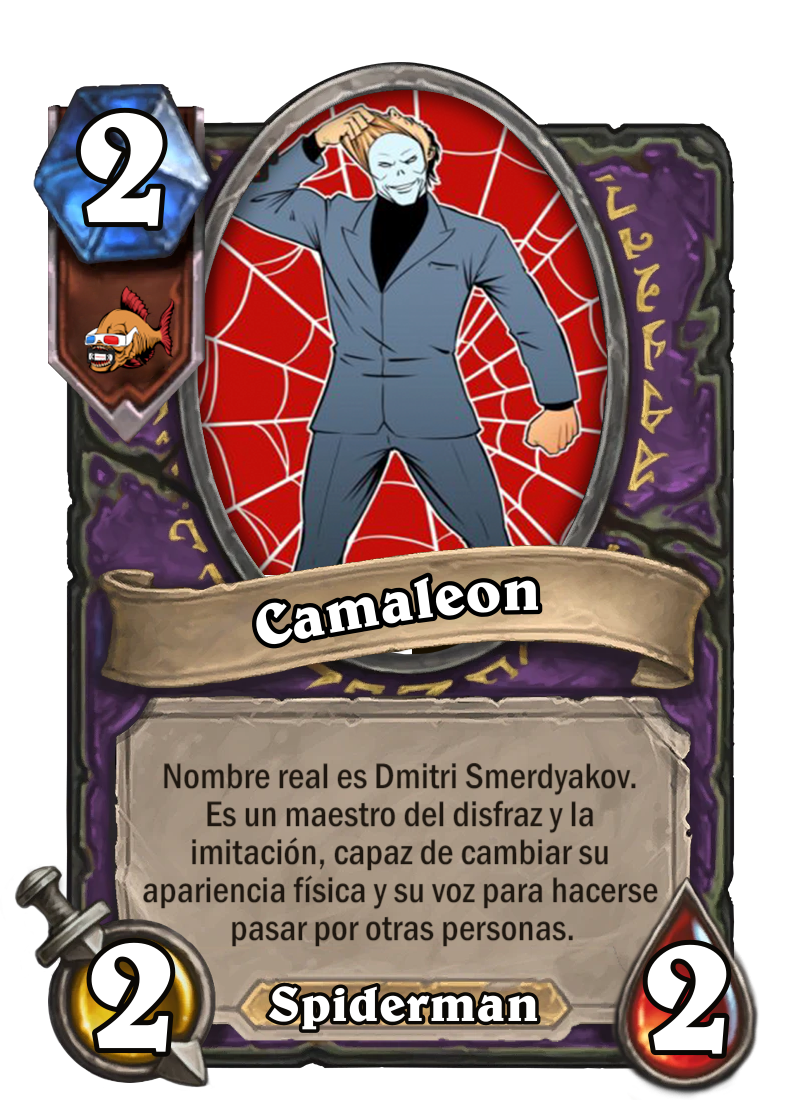 2
Camaleon
Nombre real es Dmitri Smerdyakov.
Es un maestro del disfraz y la
imitación, capaz de cambiar su
apariencia física y su voz para hacerse
pasar por otras personas.
2
Spiderman
2